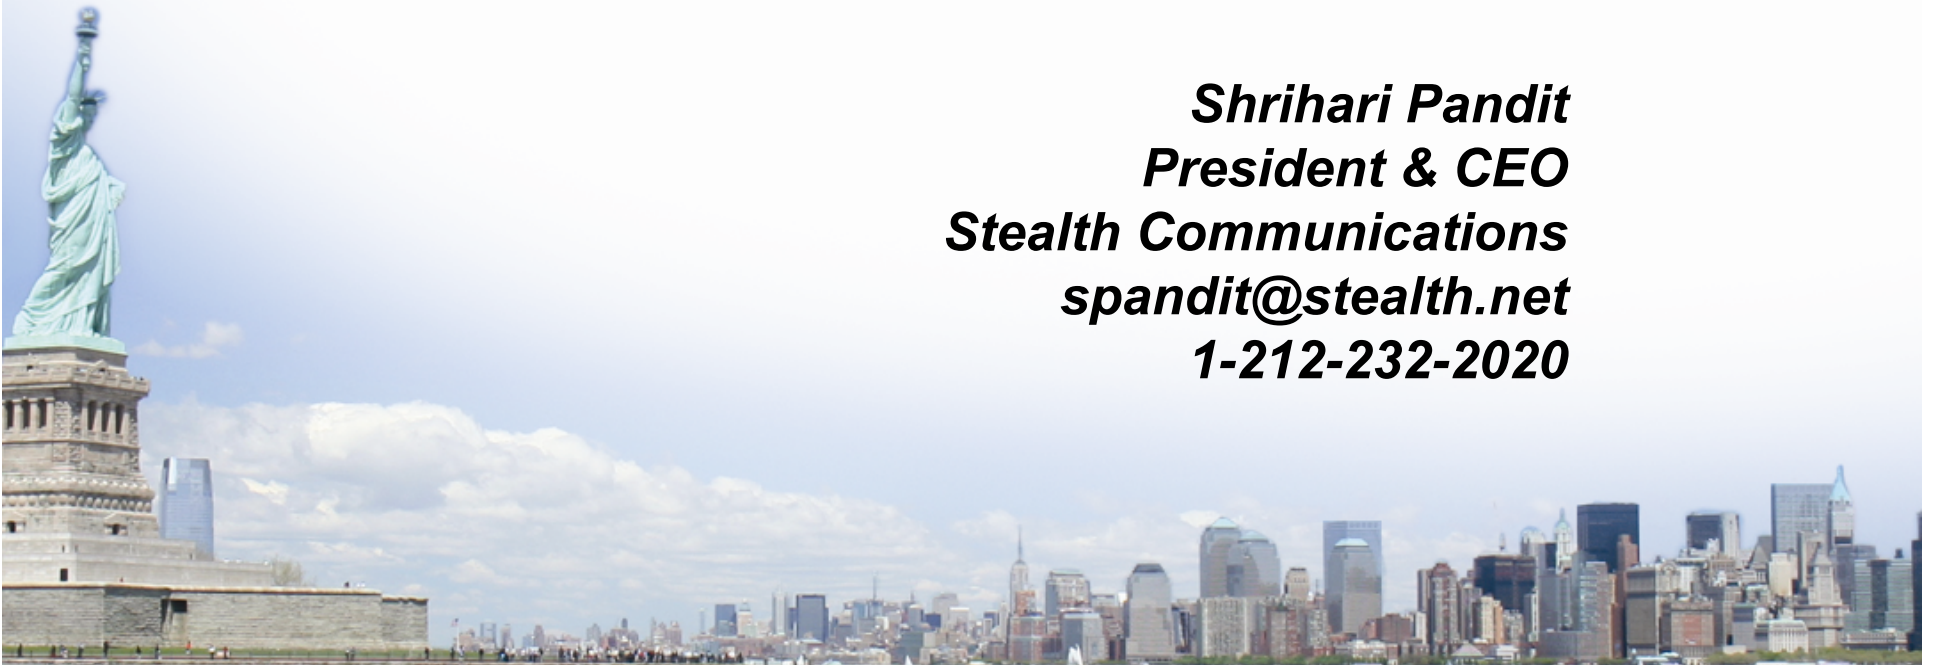 Shrihari Pandit
President & CEO
Stealth Communications
spandit@stealth.net
1-212-232-2020